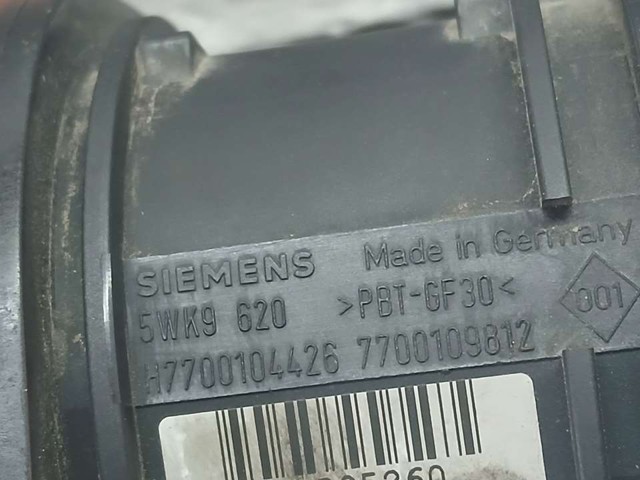 SIEMENS Made in Germany
5WK9 620 >PBT-GF30< 001
H7700104426 7700109812